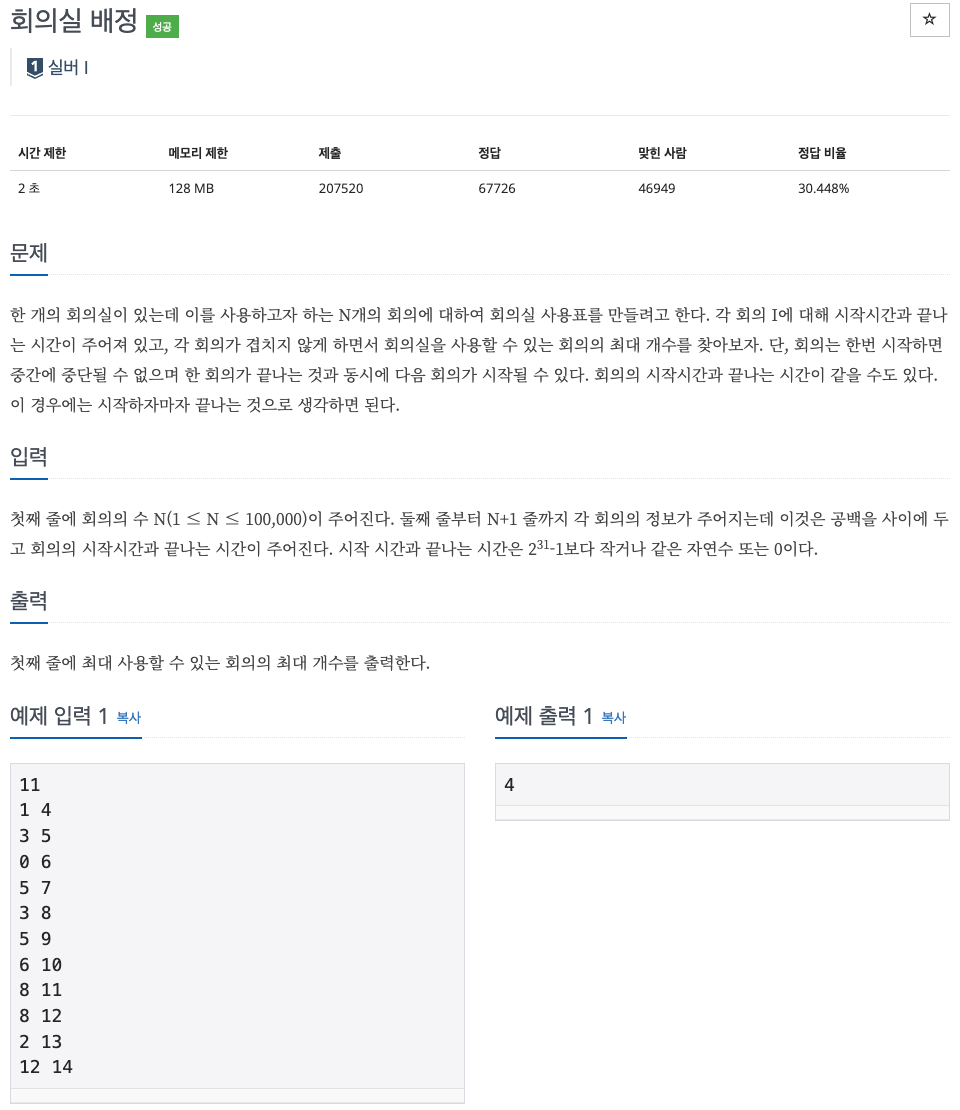 회의실 배정 성공
☆
1 실버 I
시간 제한 메모리 제한 제출 정답 맞힌 사람 정답 비율
2 초 128 MB 207520 67726 46949 30.448%
문제
한 개의 회의실이 있는데 이를 사용하고자 하는 N개의 회의에 대하여 회의실 사용표를 만들려고 한다. 각 회의 I에 대해 시작시간과 끝나
는 시간이 주어져 있고, 각 회의가 겹치지 않게 하면서 회의실을 사용할 수 있는 회의의 최대 개수를 찾아보자. 단, 회의는 한번 시작하면
중간에 중단될 수 없으며 한 회의가 끝나는 것과 동시에 다음 회의가 시작될 수 있다. 회의의 시작시간과 끝나는 시간이 같을 수도 있다.
이 경우에는 시작하자마자 끝나는 것으로 생각하면 된다.
입력
첫째 줄에 회의의 수 N(1 ≤ N ≤ 100,000)이 주어진다. 둘째 줄부터 N+1 줄까지 각 회의의 정보가 주어지는데 이것은 공백을 사이에 두
고 회의의 시작시간과 끝나는 시간이 주어진다. 시작 시간과 끝나는 시간은 2³¹-1보다 작거나 같은 자연수 또는 0이다.
출력
첫째 줄에 최대 사용할 수 있는 회의의 최대 개수를 출력한다.
예제 입력 1 복사
11
1 4
3 5
0 6
5 7
3 8
5 9
6 10
8 11
8 12
2 13
12 14
예제 출력 1 복사
4